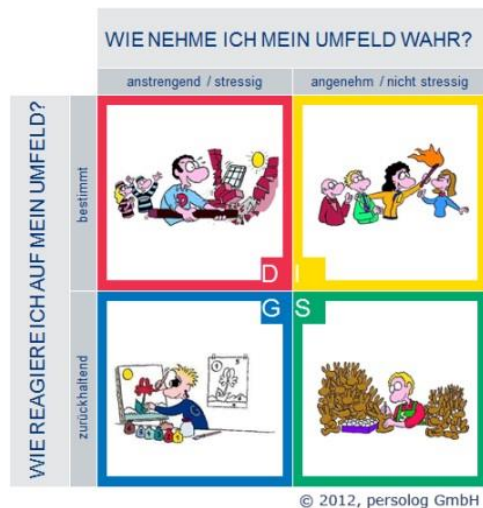 WIE NEHME ICH MEIN UMFELD WAHR?
anstrengend / stressig
angenehm / nicht stressig
WIE REAGIERE ICH AUF MEIN UMFELD?
bestimmt
D
I
zurückhaltend
G
S
© 2012, persolog GmbH